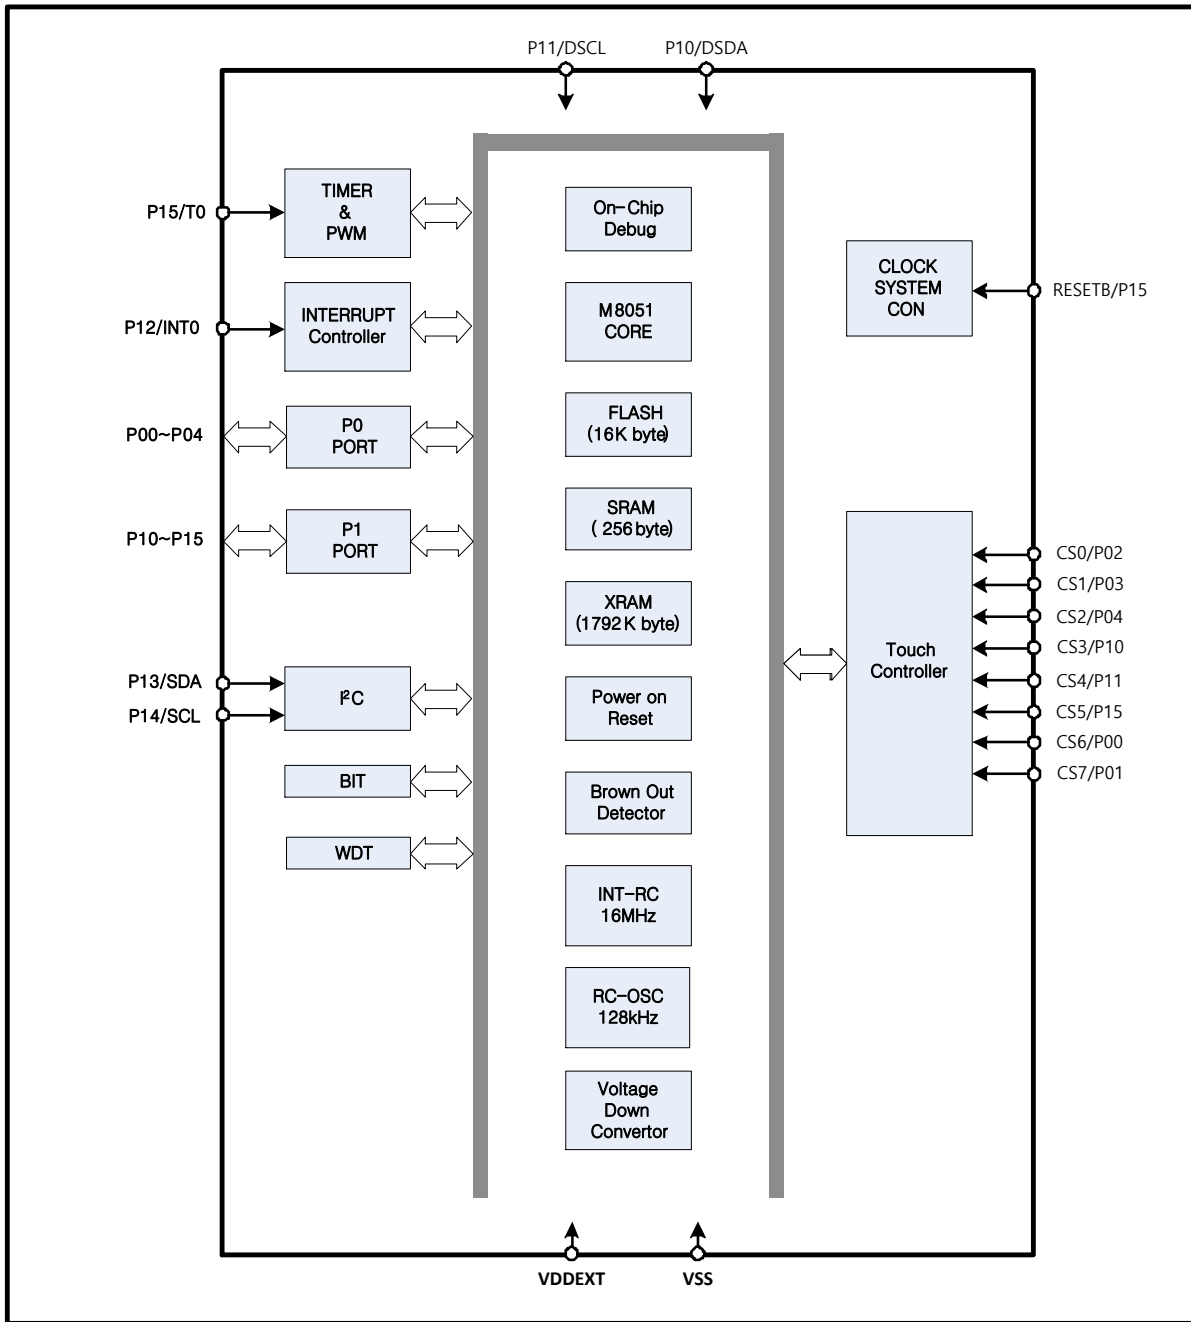 P11/DSCL
P10/DSDA
P15/T0
TIMER
&
PWM
On-Chip
Debug
CLOCK
SYSTEM
CON
RESETB/P15
P12/INT0
INTERRUPT
Controller
M8051
CORE
P00~P04
P0
PORT
FLASH
(16K byte)
P10~P15
P1
PORT
SRAM
( 256 byte)
XRAM
(1792 K byte)
Touch
Controller
CS0/P02
CS1/P03
CS2/P04
CS3/P10
CS4/P11
CS5/P15
CS6/P00
CS7/P01
P13/SDA
P14/SCL
I²C
Power on
Reset
BIT
Brown Out
Detector
WDT
INT-RC
16MHz
RC-OSC
128kHz
Voltage
Down
Convertor
VDDEXT
VSS